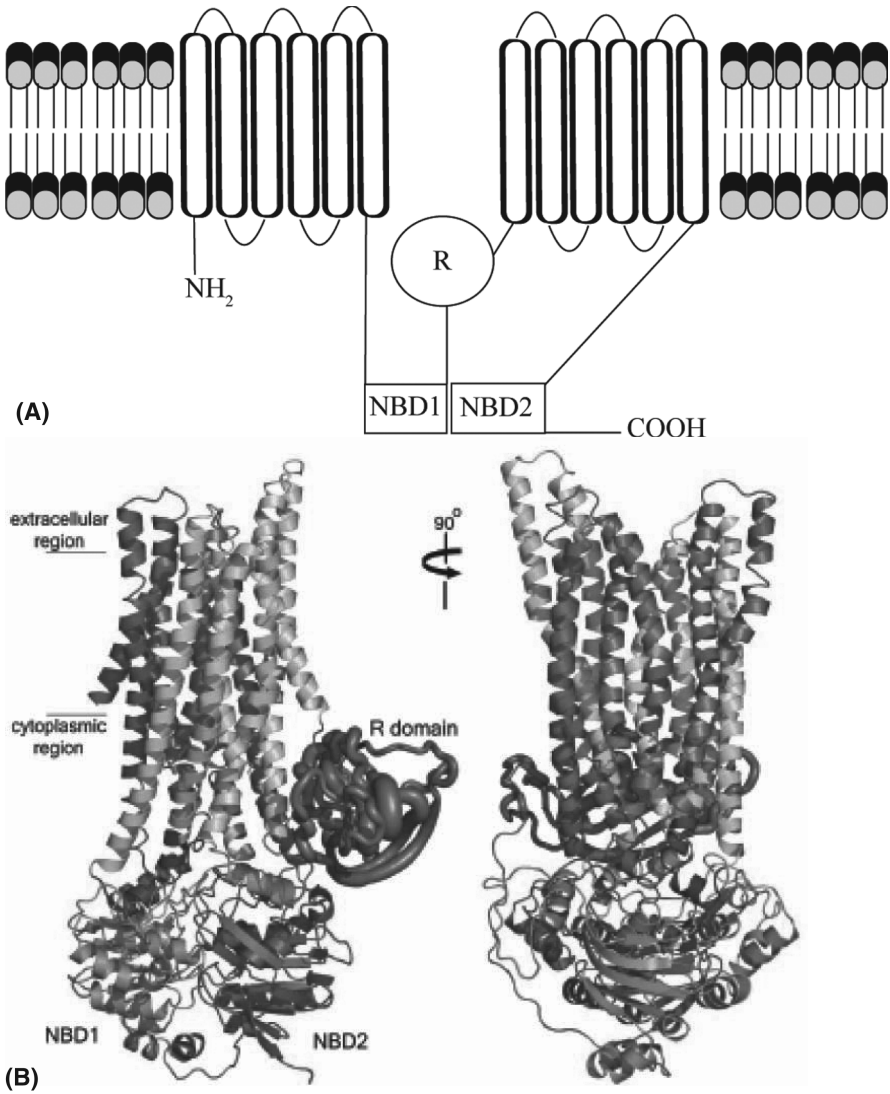 R
NH2
NBD1
NBD2
COOH
(A)
extracellular
region
90°
cytoplasmic
region
R domain
NBD1
NBD2
(B)